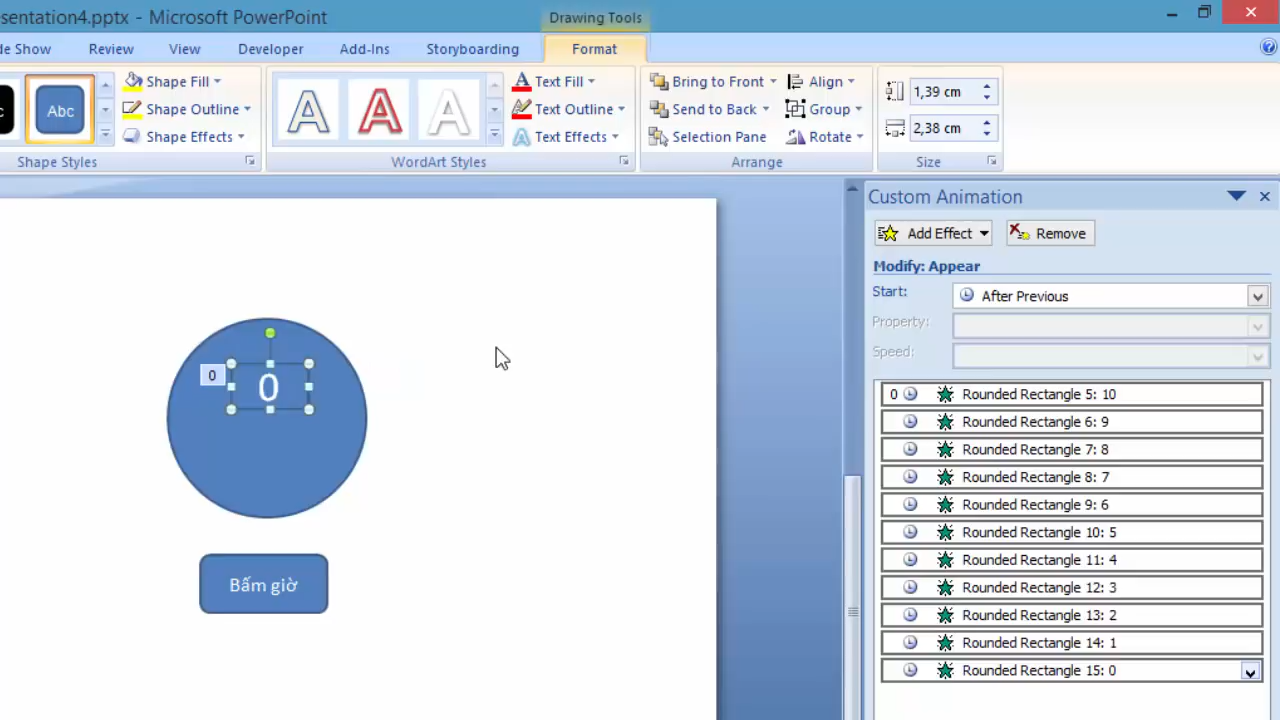 sentation4.pptx - Microsoft PowerPoint
Drawing Tools
de Show Review View Developer Add-Ins Storyboarding Format
c Abc Shape Fill Text Fill Bring to Front Align 1,39 cm
Shape Outline Text Outline Send to Back Group
Shape Effects Text Effects Selection Pane Rotate 2,38 cm
Shape Styles WordArt Styles Arrange Size
Custom Animation
Add Effect Remove
Modify: Appear
Start: After Previous
Property:
Speed:
0 Rounded Rectangle 5: 10
Rounded Rectangle 6: 9
Rounded Rectangle 7: 8
Rounded Rectangle 8: 7
Rounded Rectangle 9: 6
Rounded Rectangle 10: 5
Rounded Rectangle 11: 4
Rounded Rectangle 12: 3
Rounded Rectangle 13: 2
Rounded Rectangle 14: 1
Rounded Rectangle 15: 0
0
0
Bấm giờ